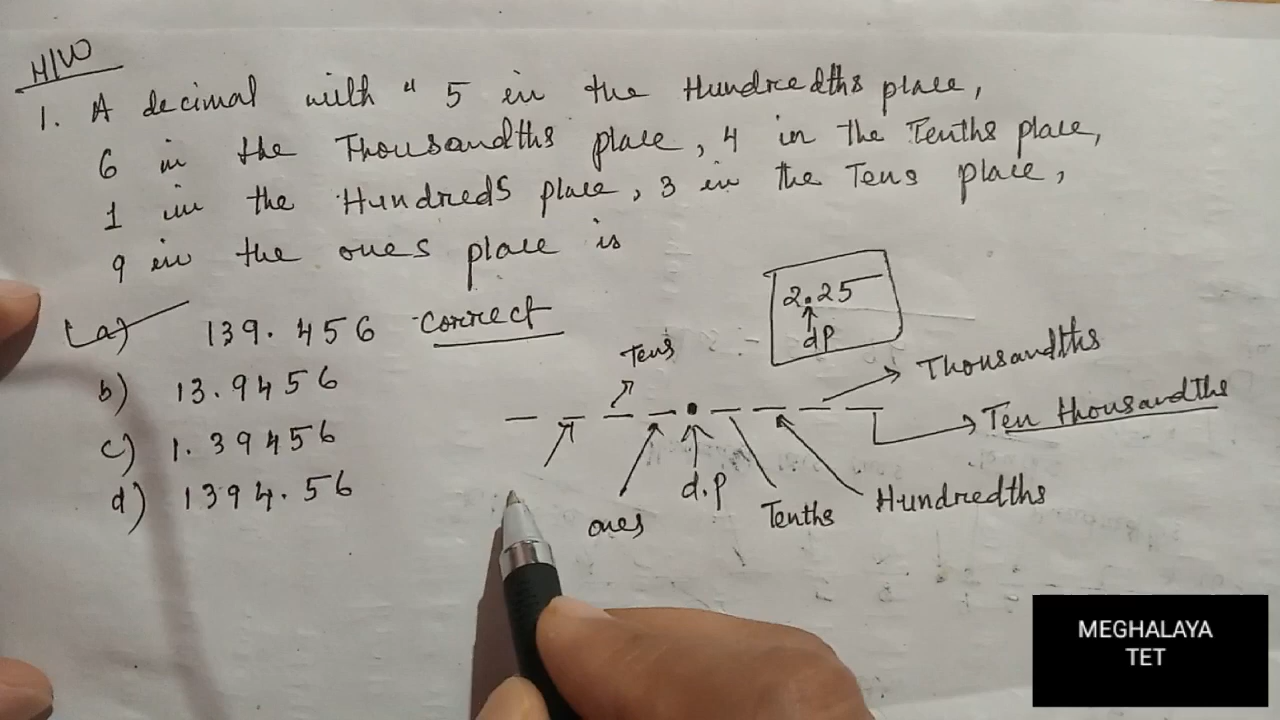 H/W
1. A decimal with " 5 in the Hundredths place,
6 in the Thousandths place, 4 in the Tenths place,
1 in the HundredS place, 3 in the Tens place,
9 in the ones place is
(a) 139.456 correct
b) 13.9456
c) 1.39456
d) 1394.56
2.25
dP
Tens
Thousandths
Ten thousandths
ones
d.p
Tenths
Hundredths
MEGHALAYA
TET